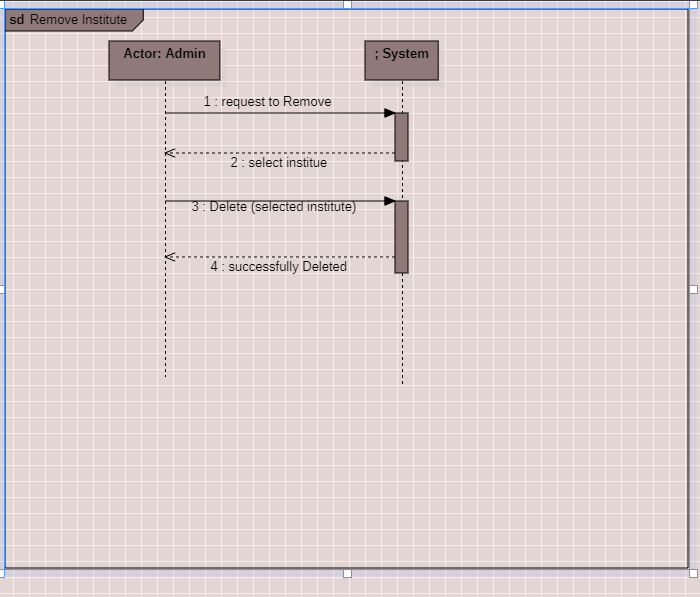 sd Remove Institute
Actor: Admin
; System
1 : request to Remove
2 : select institue
3 : Delete (selected institute)
4 : successfully Deleted